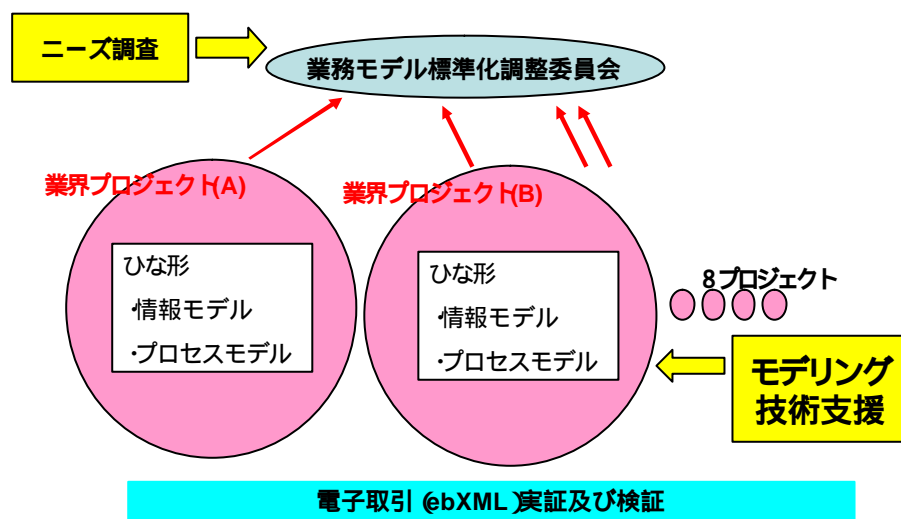 ニーズ調査
業務モデル標準化調整委員会
業界プロジェクト(A)
業界プロジェクト(B)
ひな形
・情報モデル
・プロセスモデル
ひな形
・情報モデル
・プロセスモデル
8プロジェクト
モデリング
技術支援
電子取引(ebXML)実証及び検証